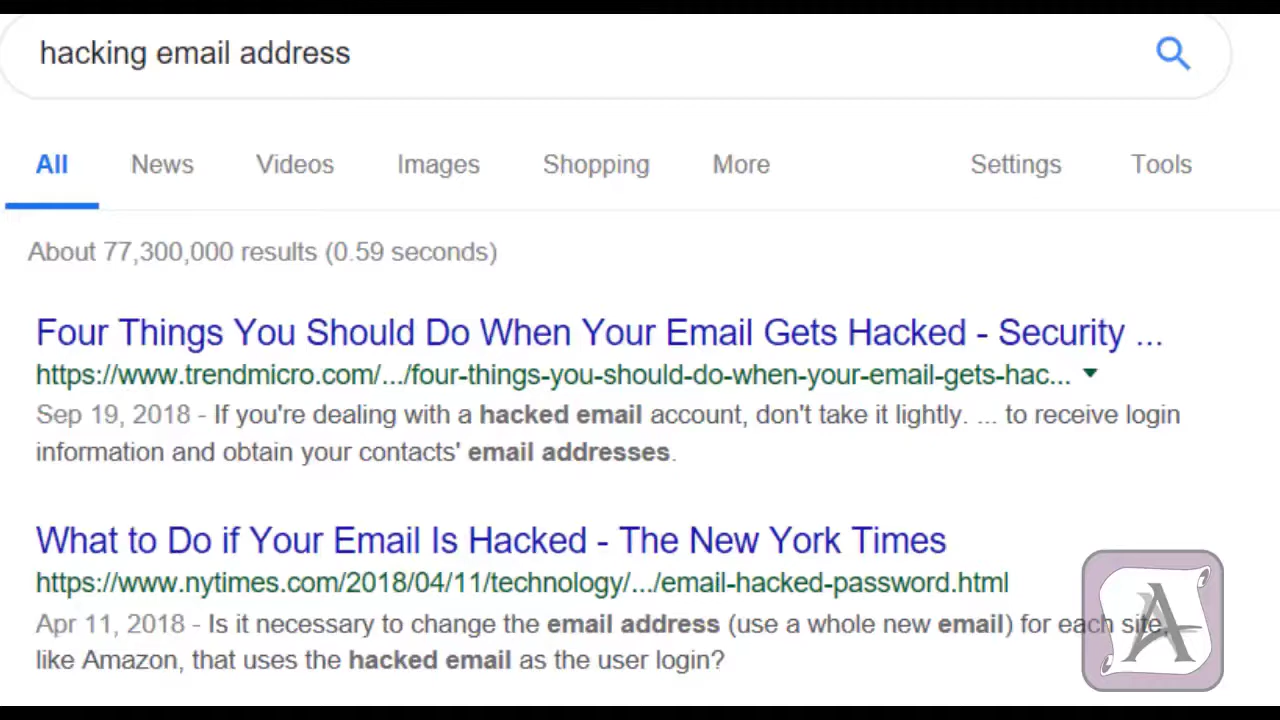 hacking email address
All News Videos Images Shopping More Settings Tools
About 77,300,000 results (0.59 seconds)
Four Things You Should Do When Your Email Gets Hacked - Security ...
https://www.trendmicro.com/.../four-things-you-should-do-when-your-email-gets-hac...
Sep 19, 2018 - If you're dealing with a hacked email account, don't take it lightly. ... to receive login
information and obtain your contacts' email addresses.
What to Do if Your Email Is Hacked - The New York Times
https://www.nytimes.com/2018/04/11/technology/.../email-hacked-password.html
Apr 11, 2018 - Is it necessary to change the email address (use a whole new email) for each site,
like Amazon, that uses the hacked email as the user login?
A